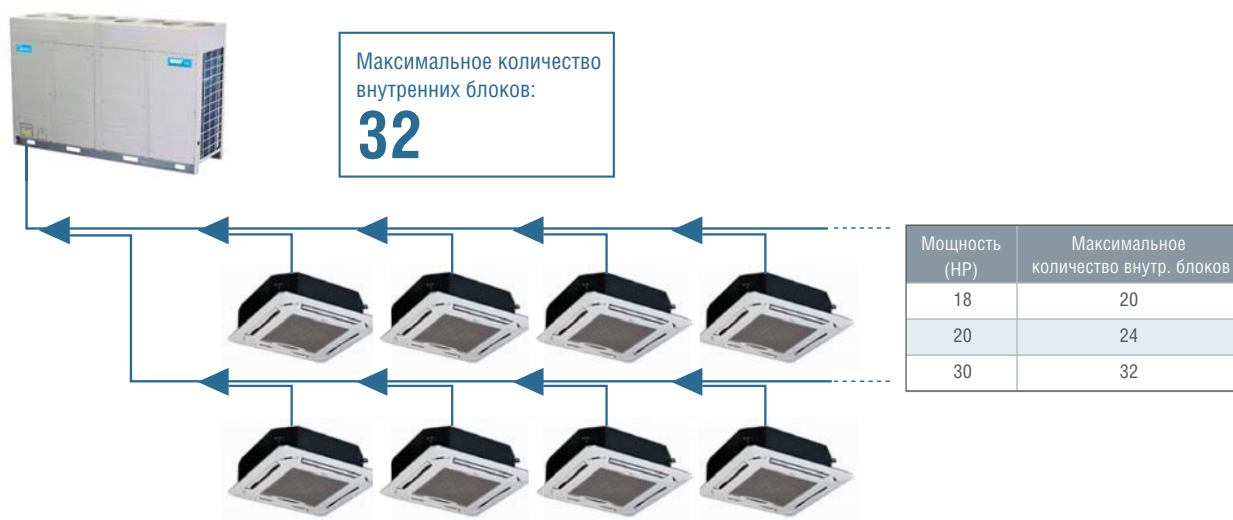 Максимальное количество
внутренних блоков:
32
Мощность
(HP)
Максимальное
количество внутр. блоков
18 20
20 24
30 32